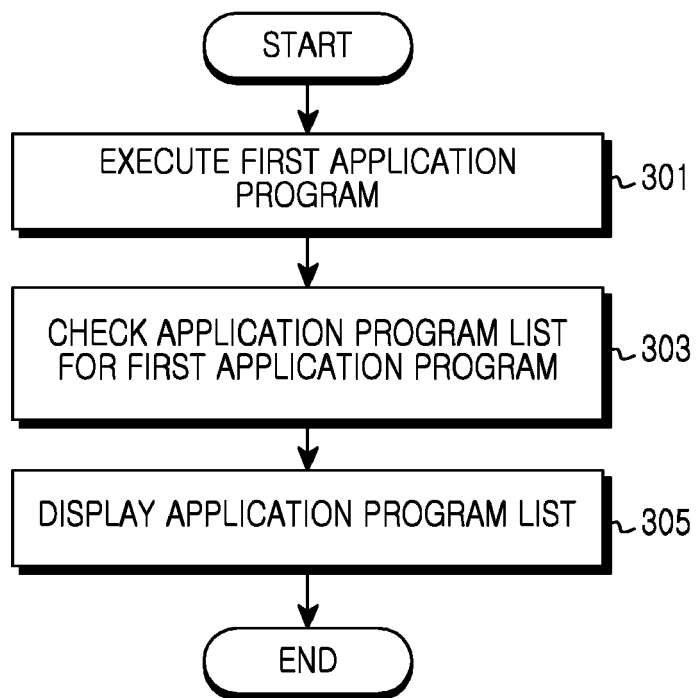 START
EXECUTE FIRST APPLICATION
PROGRAM
301
CHECK APPLICATION PROGRAM LIST
FOR FIRST APPLICATION PROGRAM
303
DISPLAY APPLICATION PROGRAM LIST
305
END